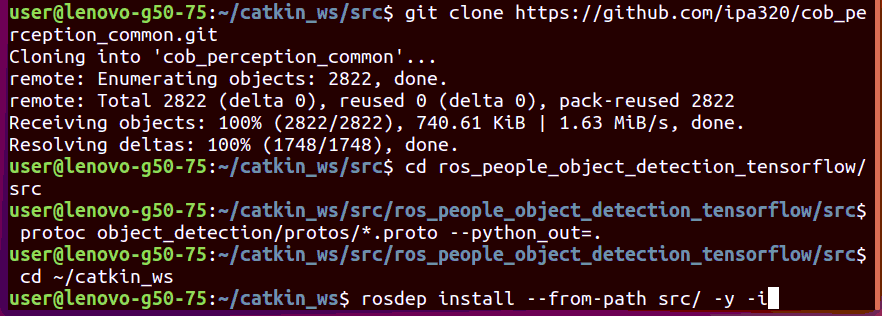 user@lenovo-g50-75:~/catkin_ws/src$ git clone https://github.com/ipa320/cob_pe
rception_common.git
Cloning into 'cob_perception_common'...
remote: Enumerating objects: 2822, done.
remote: Total 2822 (delta 0), reused 0 (delta 0), pack-reused 2822
Receiving objects: 100% (2822/2822), 740.61 KiB | 1.63 MiB/s, done.
Resolving deltas: 100% (1748/1748), done.
user@lenovo-g50-75:~/catkin_ws/src$ cd ros_people_object_detection_tensorflow/
src
user@lenovo-g50-75:~/catkin_ws/src/ros_people_object_detection_tensorflow/src$
 protoc object_detection/protos/*.proto --python_out=.
user@lenovo-g50-75:~/catkin_ws/src/ros_people_object_detection_tensorflow/src$
 cd ~/catkin_ws
user@lenovo-g50-75:~/catkin_ws$ rosdep install --from-path src/ -y -i